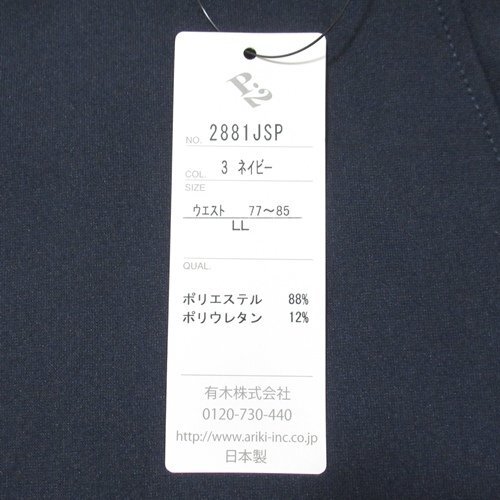 P.2
NO. 2881JSP
COL. 3 ネイビー
SIZE
ウエスト 77～85
LL
QUAL.
ポリエステル 88%
ポリウレタン 12%
有木株式会社
0120-730-440
http://www.ariki-inc.co.jp
日本製